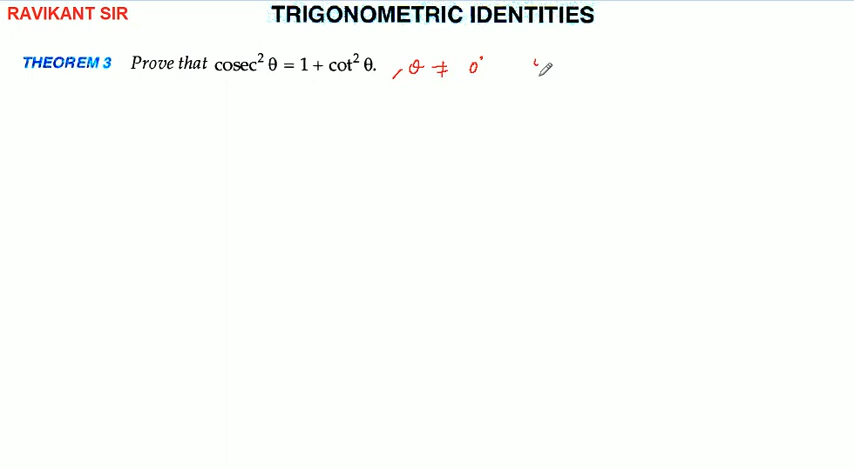 RAVIKANT SIR
TRIGONOMETRIC IDENTITIES
THEOREM 3 Prove that cosec² θ = 1 + cot² θ. , θ ≠ 0°